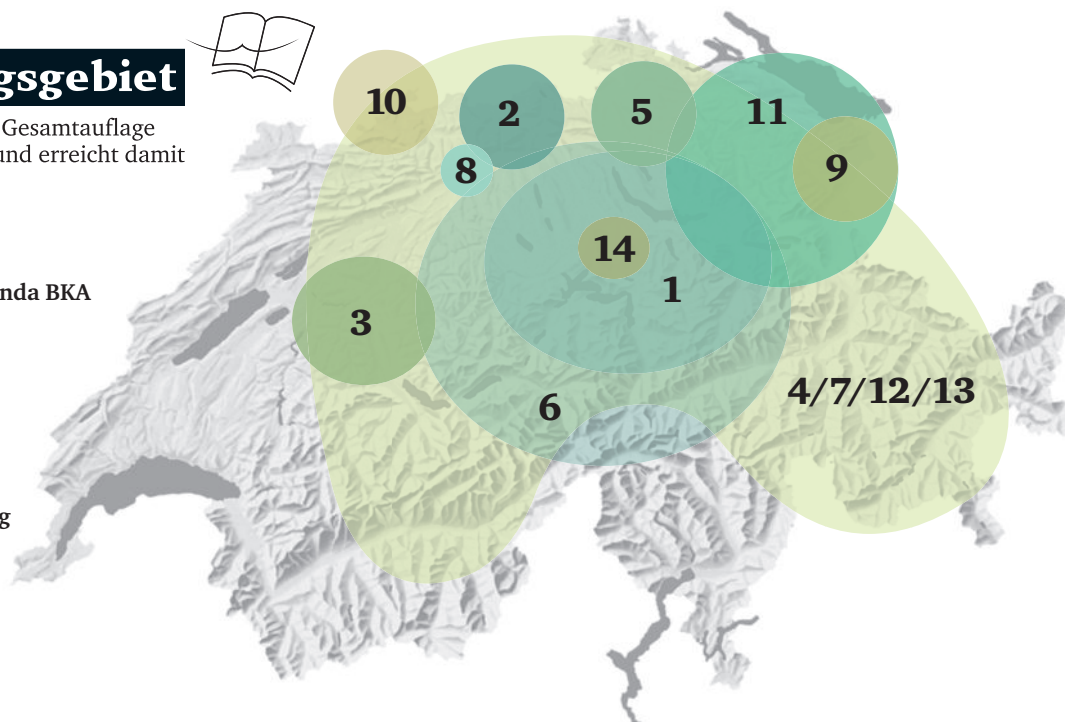 gsgebiet
Gesamtauflage
und erreicht damit
nda BKA
g
10
2
5
11
8
9
14
1
3
4/7/12/13
6